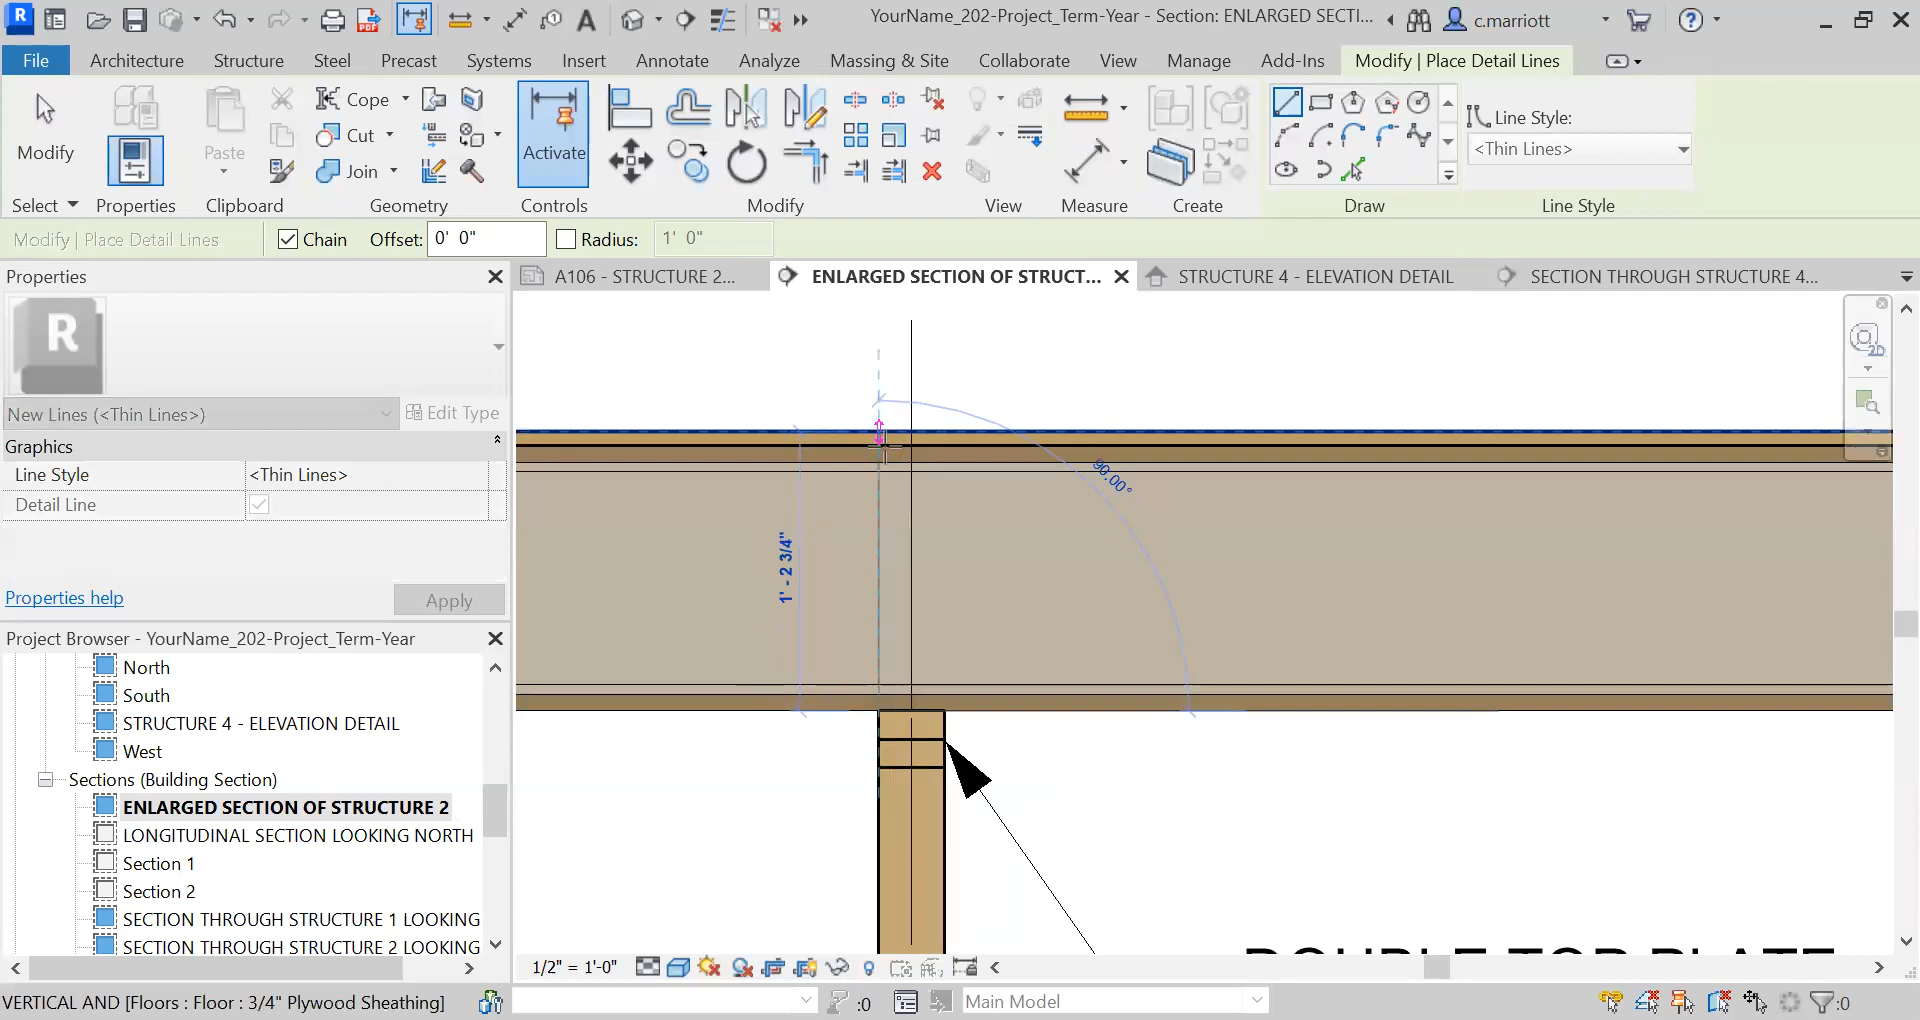 YourName_202-Project_Term-Year - Section: ENLARGED SECTI...
c.marriott
File Architecture Structure Steel Precast Systems Insert Annotate Analyze Massing & Site Collaborate View Manage Add-Ins Modify | Place Detail Lines
Modify
Paste
Cope
Cut
Join
Activate
Line Style:
<Thin Lines>
Select Properties Clipboard Geometry Controls Modify View Measure Create Draw Line Style
Modify | Place Detail Lines Chain Offset: 0' 0" Radius: 1' 0"
Properties
A106 - STRUCTURE 2... ENLARGED SECTION OF STRUCT... STRUCTURE 4 - ELEVATION DETAIL SECTION THROUGH STRUCTURE 4...
R
2D
New Lines (<Thin Lines>) Edit Type
Graphics
Line Style <Thin Lines>
Detail Line
90.00°
1' - 2 3/4"
Properties help Apply
Project Browser - YourName_202-Project_Term-Year
North
South
STRUCTURE 4 - ELEVATION DETAIL
West
Sections (Building Section)
ENLARGED SECTION OF STRUCTURE 2
LONGITUDINAL SECTION LOOKING NORTH
Section 1
Section 2
SECTION THROUGH STRUCTURE 1 LOOKING
SECTION THROUGH STRUCTURE 2 LOOKING
DOUBLE TOP PLATE
1/2" = 1'-0"
VERTICAL AND [Floors : Floor : 3/4" Plywood Sheathing] :0 Main Model :0